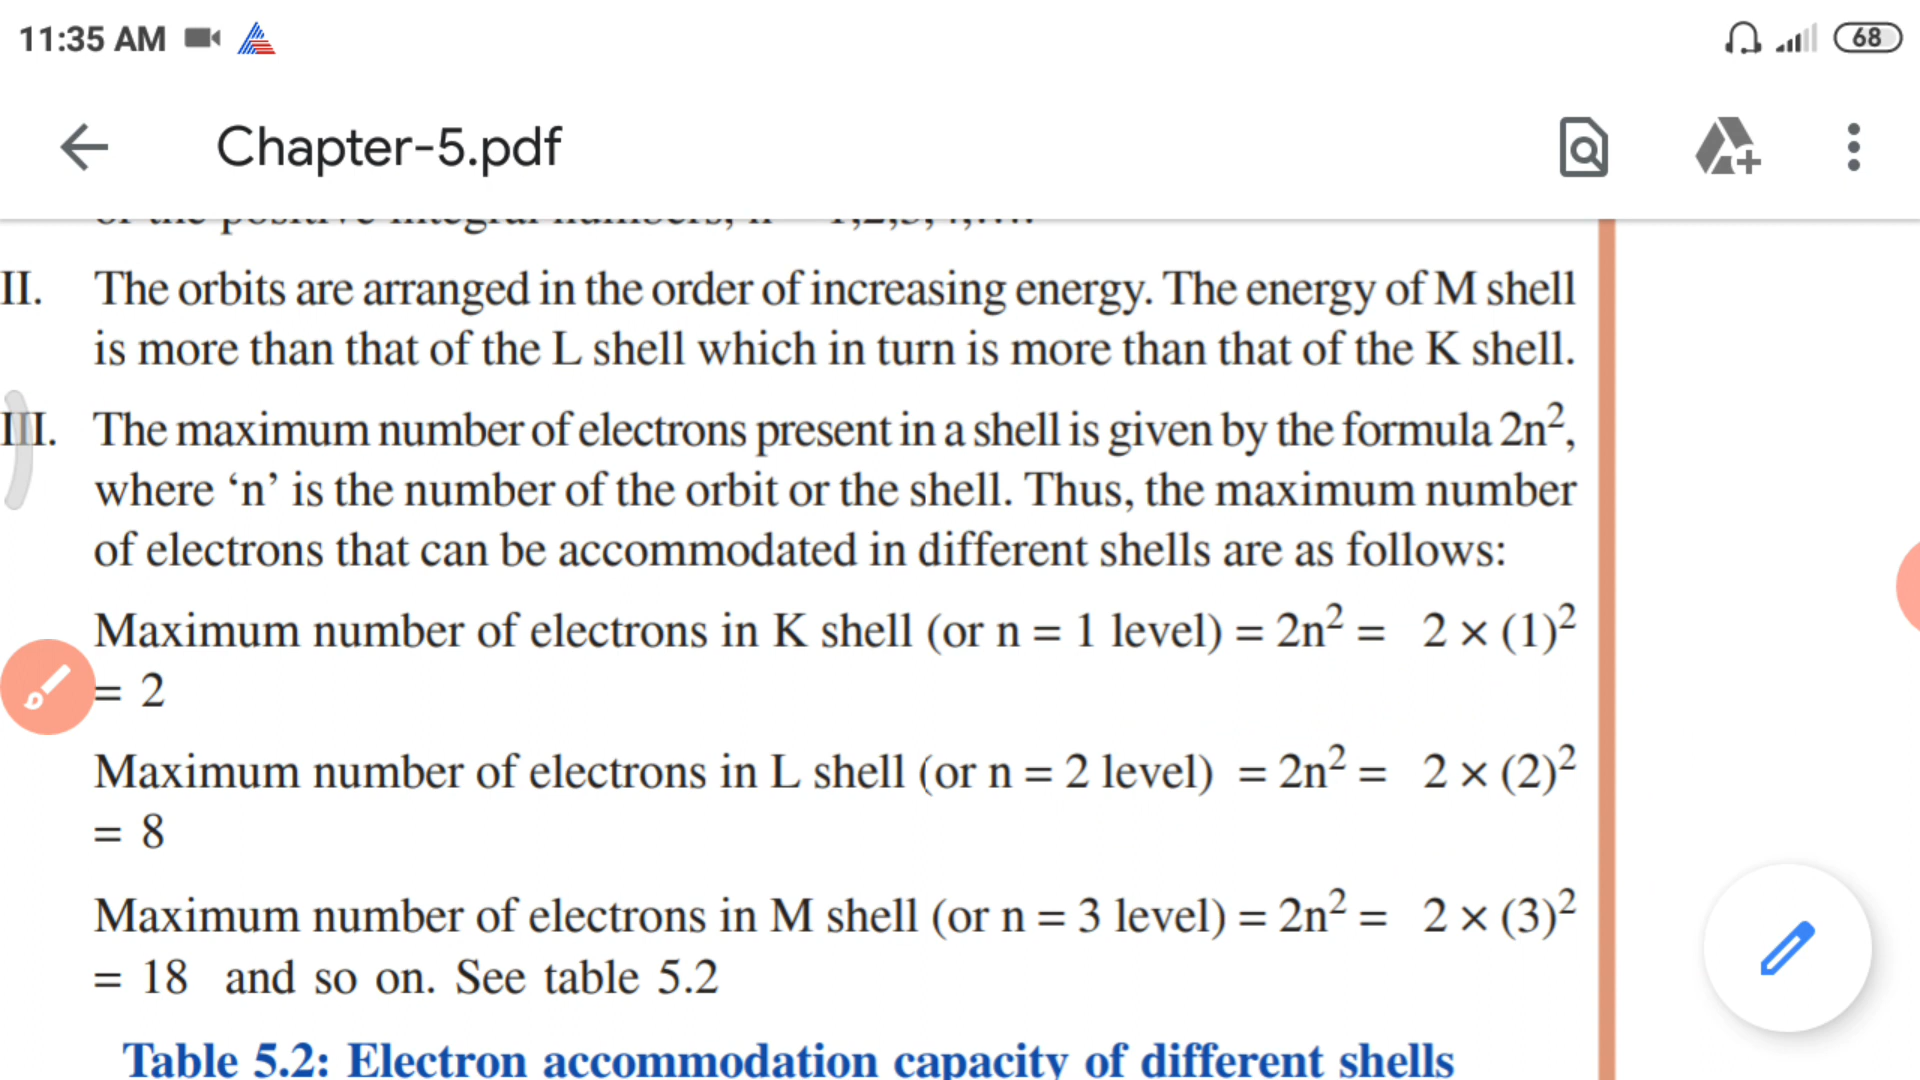 11:35 AM
68
Chapter-5.pdf
II. The orbits are arranged in the order of increasing energy. The energy of M shell
is more than that of the L shell which in turn is more than that of the K shell.
III. The maximum number of electrons present in a shell is given by the formula 2n²,
where ‘n’ is the number of the orbit or the shell. Thus, the maximum number
of electrons that can be accommodated in different shells are as follows:
Maximum number of electrons in K shell (or n = 1 level) = 2n² = 2 × (1)²
= 2
Maximum number of electrons in L shell (or n = 2 level) = 2n² = 2 × (2)²
= 8
Maximum number of electrons in M shell (or n = 3 level) = 2n² = 2 × (3)²
= 18 and so on. See table 5.2
Table 5.2: Electron accommodation capacity of different shells